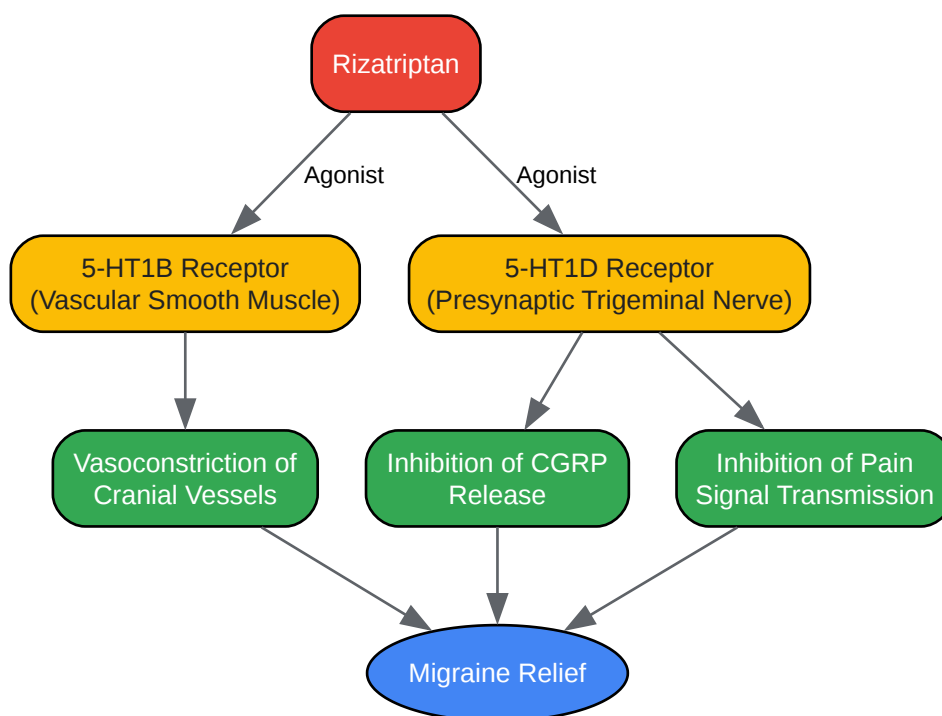 Rizatriptan
Agonist
Agonist
5-HT1B Receptor
(Vascular Smooth Muscle)
5-HT1D Receptor
(Presynaptic Trigeminal Nerve)
Vasoconstriction of
Cranial Vessels
Inhibition of CGRP
Release
Inhibition of Pain
Signal Transmission
Migraine Relief